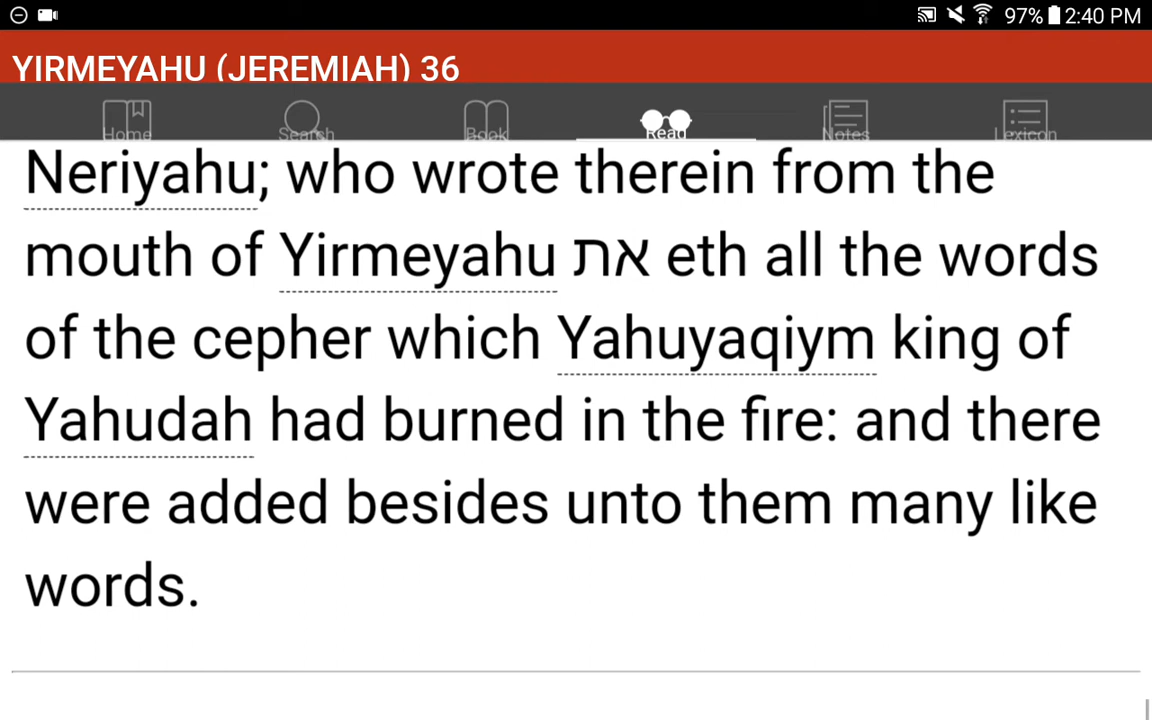 97% 2:40 PM
YIRMEYAHU (JEREMIAH) 36
Home Search Book Read Notes Lexicon
Neriyahu; who wrote therein from the
mouth of Yirmeyahu את eth all the words
of the cepher which Yahuyaqiym king of
Yahudah had burned in the fire: and there
were added besides unto them many like
words.